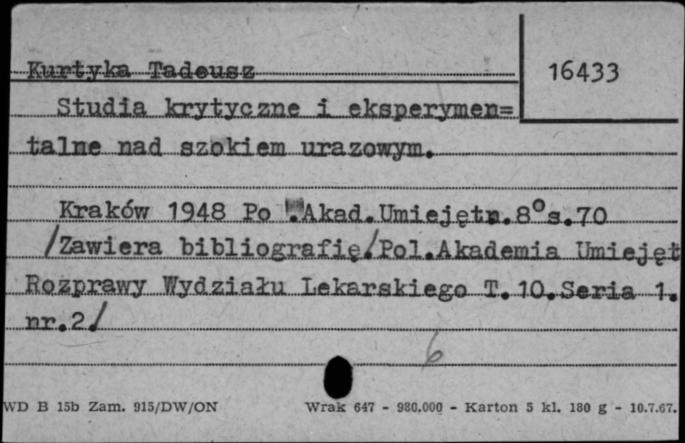 Kurtyka Tadeusz
16433
Studia krytyczne i eksperymen=
talne nad szokiem urazowym.
Kraków 1948 Po .Akad.Umiejętn.8°s.70
/Zawiera bibliografię/Pol.Akademia Umiejęt
Rozprawy Wydziału Lekarskiego T.10.Seria 1.
nr.2/
6
WD B 15b Zam. 915/DW/ON Wrak 647 - 980.000 - Karton 5 kl. 180 g - 10.7.67.